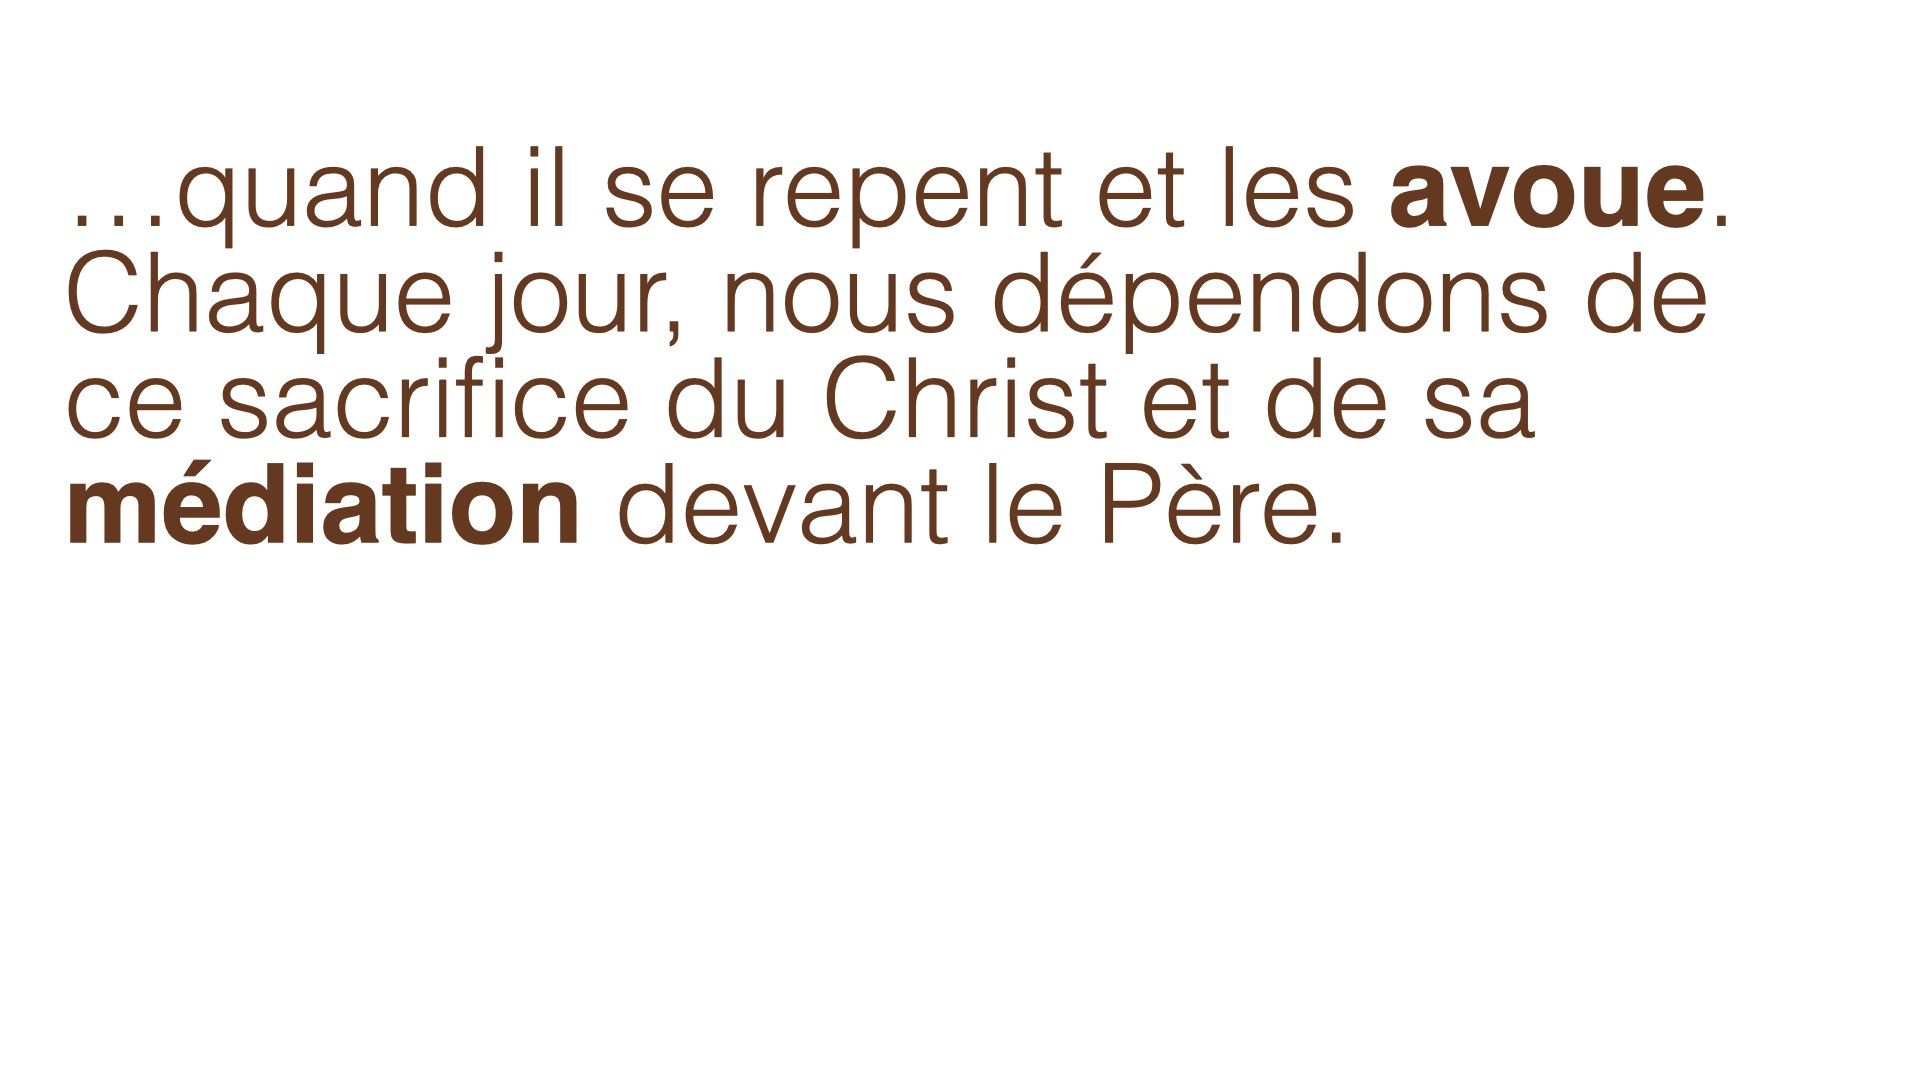 …quand il se repent et les avoue.
Chaque jour, nous dépendons de
ce sacrifice du Christ et de sa
médiation devant le Père.